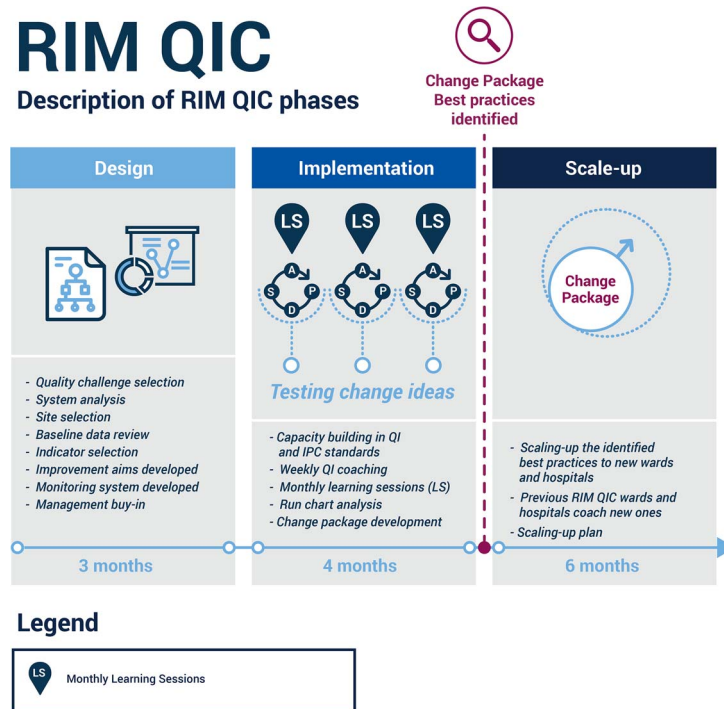 RIM QIC
Description of RIM QIC phases
Change Package
Best practices
identified
Design
Implementation
Scale-up
LS
LS
LS
A
S
P
D
A
S
P
D
A
S
P
D
Testing change ideas
Change
Package
- Quality challenge selection
- System analysis
- Site selection
- Baseline data review
- Indicator selection
- Improvement aims developed
- Monitoring system developed
- Management buy-in
- Capacity building in QI
and IPC standards
- Weekly QI coaching
- Monthly learning sessions (LS)
- Run chart analysis
- Change package development
- Scaling-up the identified
best practices to new wards
and hospitals
- Previous RIM QIC wards and
hospitals coach new ones
- Scaling-up plan
3 months
4 months
6 months
Legend
LS
Monthly Learning Sessions